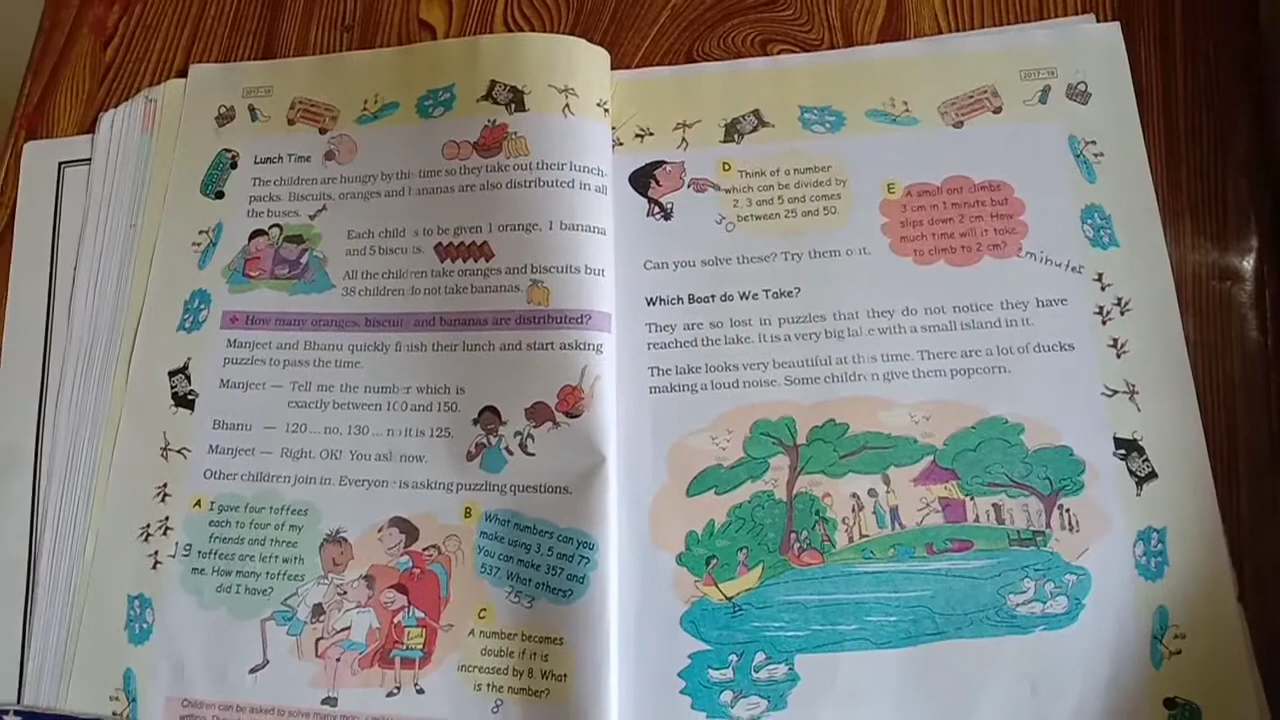 2017-18
Lunch Time
The children are hungry by this time so they take out their lunch-
packs. Biscuits, oranges and bananas are also distributed in all
the buses.
Each child is to be given 1 orange, 1 banana
and 5 biscuits.
All the children take oranges and biscuits but
38 children do not take bananas.
❖ How many oranges, biscuits and bananas are distributed?
Manjeet and Bhanu quickly finish their lunch and start asking
puzzles to pass the time.
Manjeet — Tell me the number which is
exactly between 100 and 150.
Bhanu — 120 ... no, 130 ... no it is 125.
Manjeet — Right. OK! You ask now.
Other children join in. Everyone is asking puzzling questions.
A I gave four toffees
each to four of my
friends and three
toffees are left with
me. How many toffees
did I have?
19
B What numbers can you
make using 3, 5 and 7?
You can make 357 and
537. What others?
753
C
A number becomes
double if it is
increased by 8. What
is the number?
8
Children can be asked to solve many more
2017-18
D Think of a number
which can be divided by
2, 3 and 5 and comes
between 25 and 50.
30
E A small ant climbs
3 cm in 1 minute but
slips down 2 cm. How
much time will it take
to climb to 2 cm?
2minutes
Can you solve these? Try them out.
Which Boat do We Take?
They are so lost in puzzles that they do not notice they have
reached the lake. It is a very big lake with a small island in it.
The lake looks very beautiful at this time. There are a lot of ducks
making a loud noise. Some children give them popcorn.